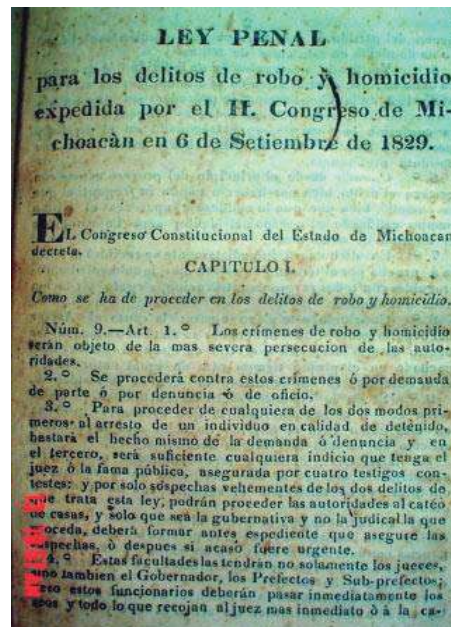 LEY PENAL
para los delitos de robo y homicidio
expedida por el H. Congreso de Mi-
choacàn en 6 de Setiembre de 1829.
EL Congreso Constitucional del Estado de Michoacan
decreta.
CAPITULO I.
Como se ha de proceder en los delitos de robo y homicidio.
Núm. 9.—Art. 1.º Los crímenes de robo y homicidio
serán objeto de la mas severa persecucion de las auto-
ridades.
2.º Se procederá contra estos crímenes ó por demanda
de parte ó por denuncia ó de oficio.
3.º Para proceder de cualquiera de los dos modos pri-
meros al arresto de un individuo en calidad de detenido,
bastará el hecho mismo de la demanda ó denuncia y en
el tercero, será suficiente cualquiera indicio que tenga el
juez ò la fama pública, asegurada por cuatro testigos con-
testes: y por solo sospechas vehementes de los dos delitos de
que trata esta ley, podrán proceder las autoridades al catéo
de casas, y solo que sea la gubernativa y no la judical la que
proceda, deberá formar antes espediente que asegure las
sospechas, ò despues si acaso fuere urgente.
4.º Estas facultades las tendrán no solamente los jueces,
sino tambien el Gobernador, los Prefectos y Sub-prefectos;
pero estos funcionarios deberán pasar inmediatamente los
reos y todo lo que recojan al juez mas inmediato ò à la ca-